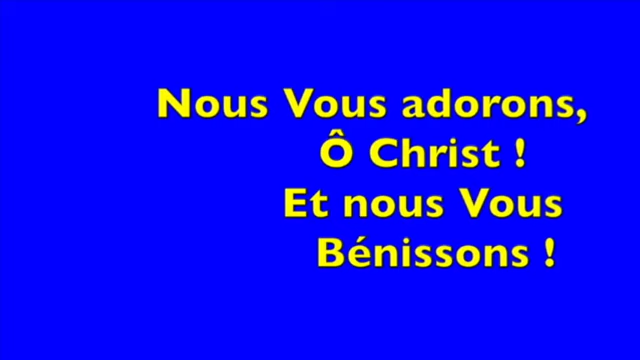 Nous Vous adorons,
Ô Christ !
Et nous Vous
Bénissons !